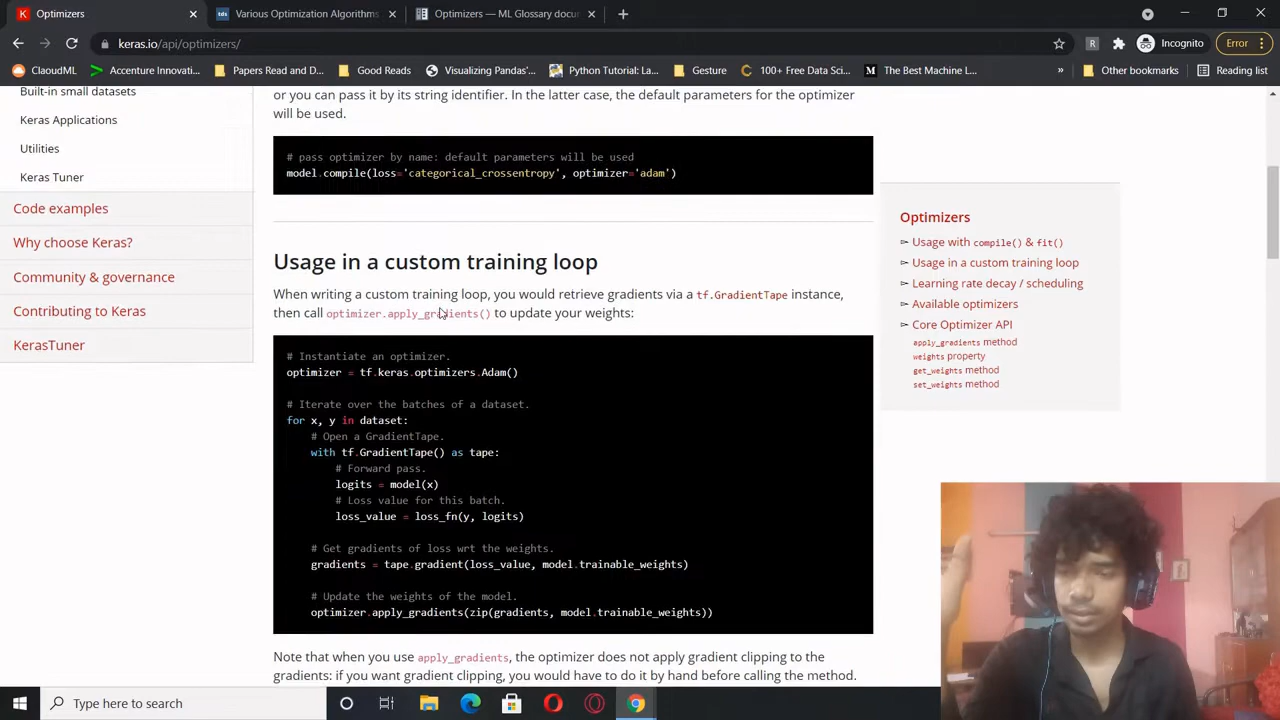 Optimizers
Various Optimization Algorithms
Optimizers — ML Glossary docu
keras.io/api/optimizers/
Incognito
Error
ClaoudML
Accenture Innovati...
Papers Read and D...
Good Reads
Visualizing Pandas'...
Python Tutorial: La...
Gesture
100+ Free Data Sci...
The Best Machine L...
Other bookmarks
Reading list
Built-in small datasets
Keras Applications
Utilities
Keras Tuner
Code examples
Why choose Keras?
Community & governance
Contributing to Keras
KerasTuner
or you can pass it by its string identifier. In the latter case, the default parameters for the optimizer
will be used.
# pass optimizer by name: default parameters will be used
model.compile(loss='categorical_crossentropy', optimizer='adam')
Usage in a custom training loop
When writing a custom training loop, you would retrieve gradients via a tf.GradientTape instance,
then call optimizer.apply_gradients() to update your weights:
# Instantiate an optimizer.
optimizer = tf.keras.optimizers.Adam()
# Iterate over the batches of a dataset.
for x, y in dataset:
# Open a GradientTape.
with tf.GradientTape() as tape:
# Forward pass.
logits = model(x)
# Loss value for this batch.
loss_value = loss_fn(y, logits)
# Get gradients of loss wrt the weights.
gradients = tape.gradient(loss_value, model.trainable_weights)
# Update the weights of the model.
optimizer.apply_gradients(zip(gradients, model.trainable_weights))
Note that when you use apply_gradients, the optimizer does not apply gradient clipping to the
gradients: if you want gradient clipping, you would have to do it by hand before calling the method.
Optimizers
► Usage with compile() & fit()
► Usage in a custom training loop
► Learning rate decay / scheduling
► Available optimizers
► Core Optimizer API
apply_gradients method
weights property
get_weights method
set_weights method
Type here to search